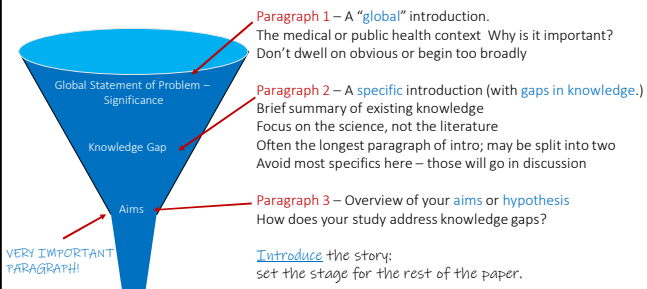 Paragraph 1 – A “global” introduction.
The medical or public health context  Why is it important?
Don’t dwell on obvious or begin too broadly
Global Statement of Problem –
Significance
Paragraph 2 – A specific introduction (with gaps in knowledge.)
Brief summary of existing knowledge
Focus on the science, not the literature
Often the longest paragraph of intro; may be split into two
Avoid most specifics here – those will go in discussion
Knowledge Gap
Paragraph 3 – Overview of your aims or hypothesis
How does your study address knowledge gaps?
Aims
VERY IMPORTANT
PARAGRAPH!
Introduce the story:
set the stage for the rest of the paper.